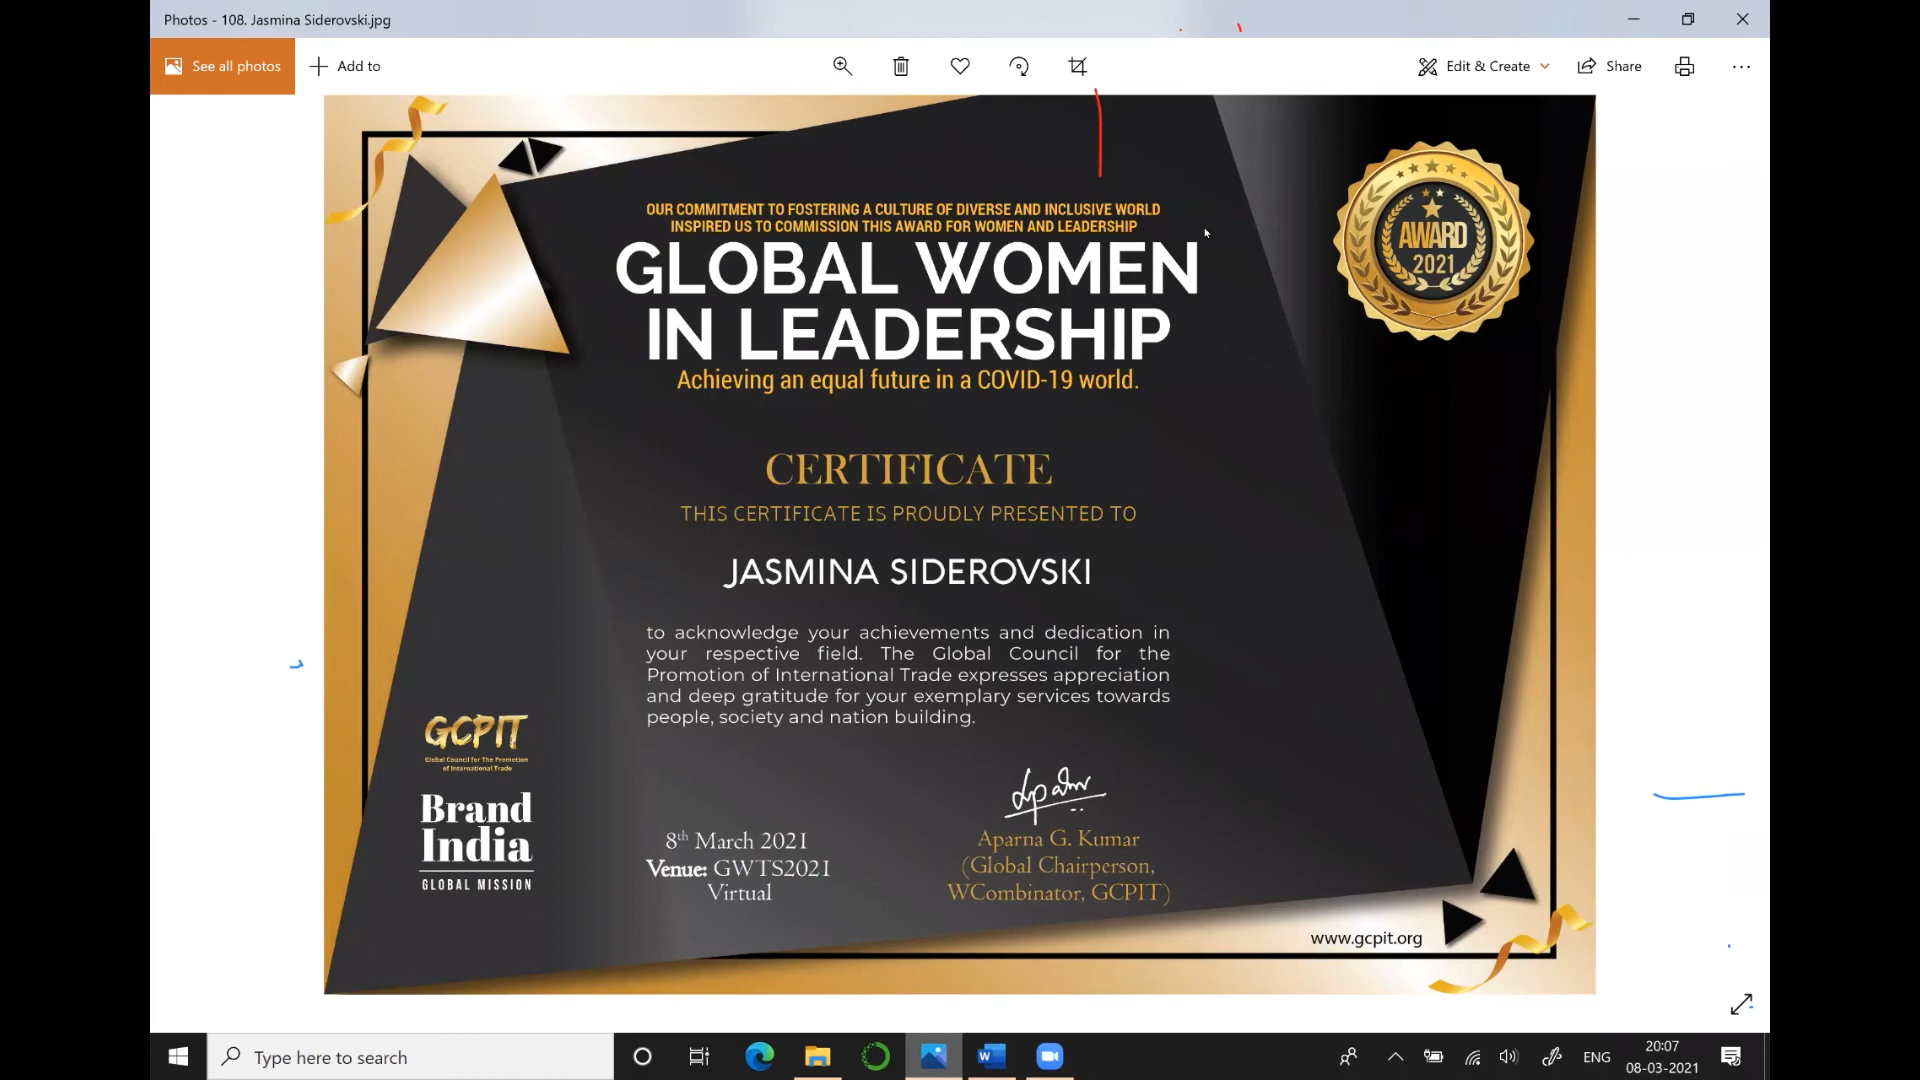 Photos - 108. Jasmina Siderovski.jpg
See all photos
Add to
Edit & Create
Share
OUR COMMITMENT TO FOSTERING A CULTURE OF DIVERSE AND INCLUSIVE WORLD
INSPIRED US TO COMMISSION THIS AWARD FOR WOMEN AND LEADERSHIP
GLOBAL WOMEN
IN LEADERSHIP
Achieving an equal future in a COVID-19 world.
AWARD
2021
CERTIFICATE
THIS CERTIFICATE IS PROUDLY PRESENTED TO
JASMINA SIDEROVSKI
to acknowledge your achievements and dedication in
your respective field. The Global Council for the
Promotion of International Trade expresses appreciation
and deep gratitude for your exemplary services towards
people, society and nation building.
GCPIT
Global Council for The Promotion
of International Trade
Brand
India
GLOBAL MISSION
8th March 2021
Venue: GWTS2021
Virtual
Aparna G. Kumar
(Global Chairperson,
WCombinator, GCPIT)
www.gcpit.org
Type here to search
W
ENG
20:07
08-03-2021